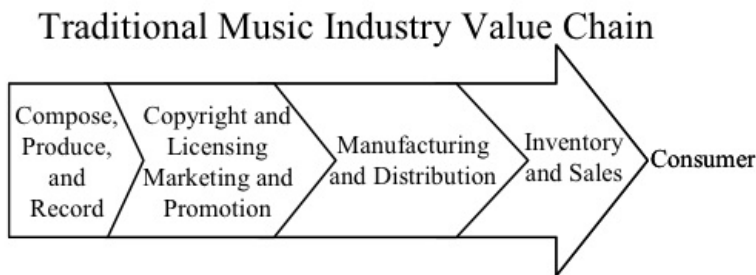 Traditional Music Industry Value Chain
Compose,
Produce,
and
Record
Copyright and
Licensing
Marketing and
Promotion
Manufacturing
and Distribution
Inventory
and Sales
Consumer